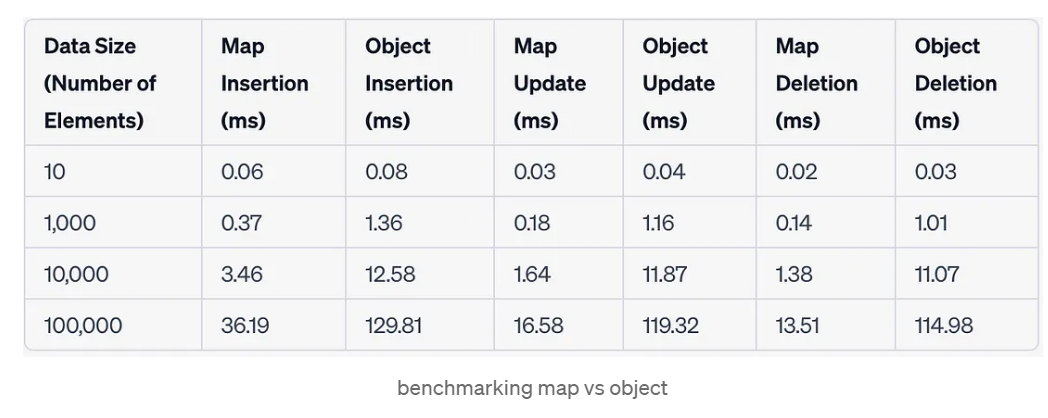 Data Size (Number of Elements) Map Insertion (ms) Object Insertion (ms) Map Update (ms) Object Update (ms) Map Deletion (ms) Object Deletion (ms)
10 0.06 0.08 0.03 0.04 0.02 0.03
1,000 0.37 1.36 0.18 1.16 0.14 1.01
10,000 3.46 12.58 1.64 11.87 1.38 11.07
100,000 36.19 129.81 16.58 119.32 13.51 114.98
benchmarking map vs object